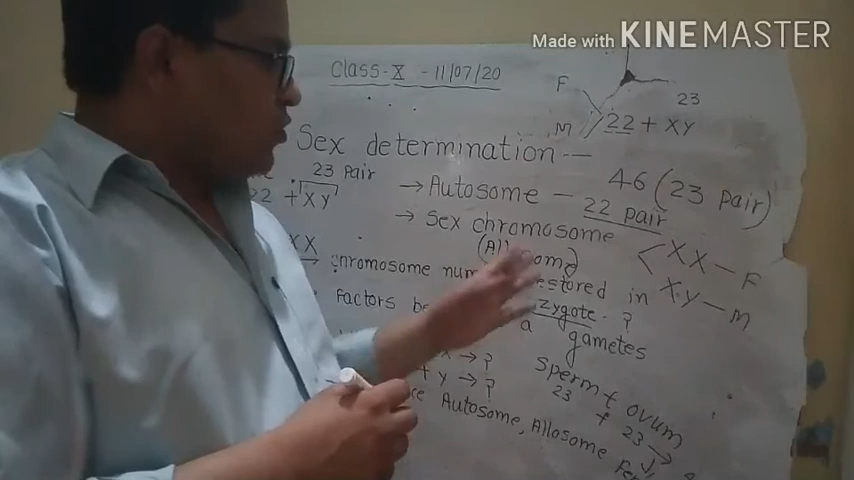 Made with KINEMASTER
Class-X - 11/07/20
F
23
M 22 + XY
Sex determination —
23 pair
22 + XY
→ Autosome — 46 (23 pair)
22 pair
→ Sex chromosome
XX — F
XY — M
XX
chromosome restored in
zygote - ?
Factors
a gametes
→ ?
+ y → ?
Sperm + ovum
23 + 23 →
Autosome, Allosome